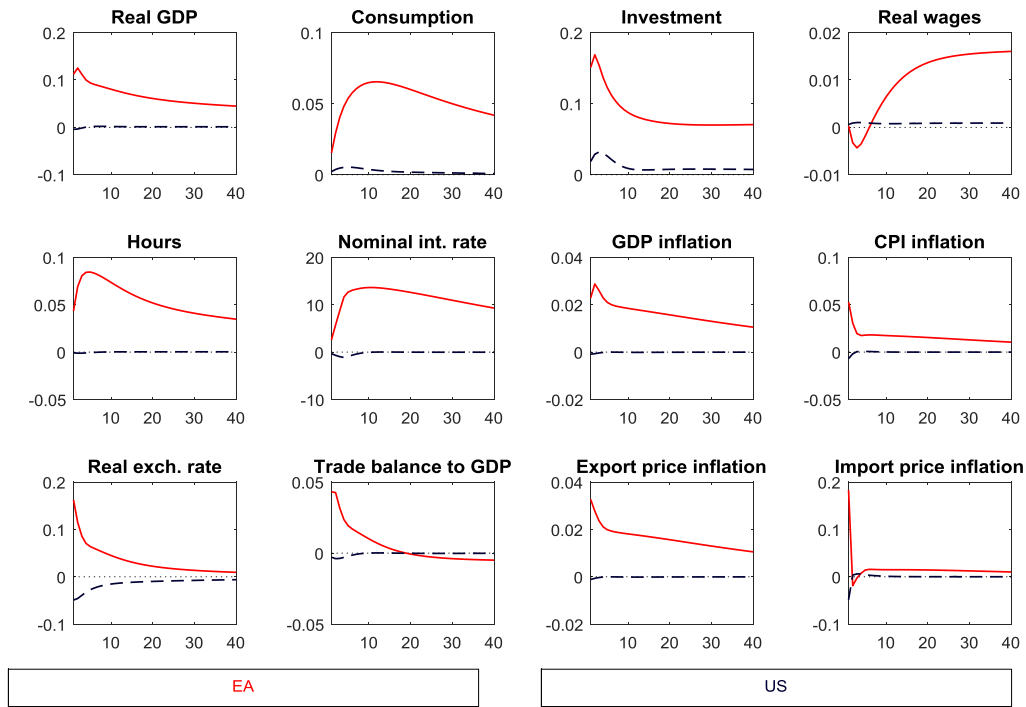 Real GDP
0.2
0.1
0
-0.1
10 20 30 40
Consumption
0.1
0.05
0
10 20 30 40
Investment
0.2
0.1
0
10 20 30 40
Real wages
0.02
0.01
0
-0.01
10 20 30 40
Hours
0.1
0.05
0
-0.05
10 20 30 40
Nominal int. rate
20
10
0
-10
10 20 30 40
GDP inflation
0.04
0.02
0
-0.02
10 20 30 40
CPI inflation
0.1
0.05
0
-0.05
10 20 30 40
Real exch. rate
0.2
0.1
0
-0.1
10 20 30 40
Trade balance to GDP
0.05
0
-0.05
10 20 30 40
Export price inflation
0.04
0.02
0
-0.02
10 20 30 40
Import price inflation
0.2
0.1
0
-0.1
10 20 30 40
EA
US